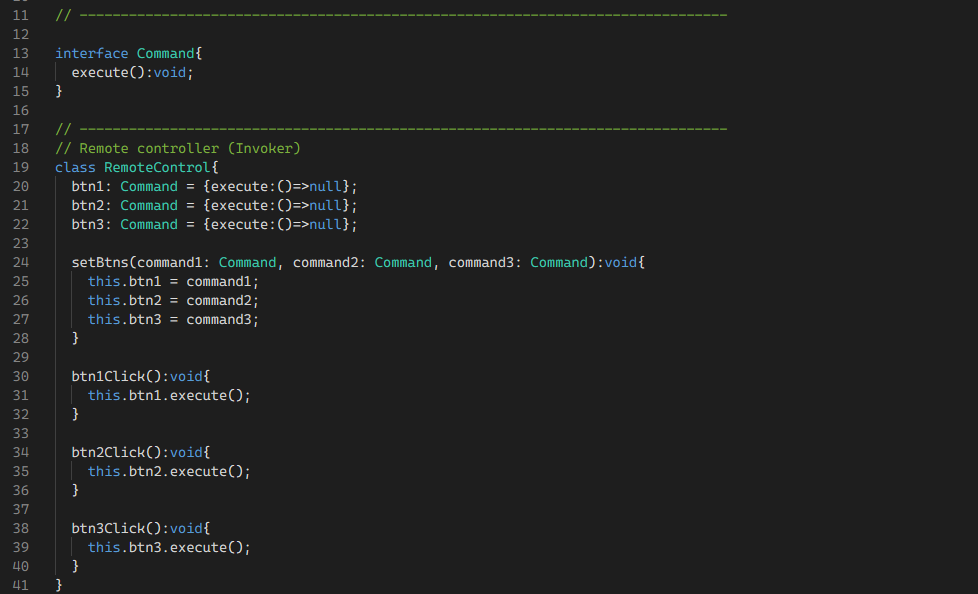 11 // -------------------------------------------------------------------------------
12
13 interface Command{
14   execute():void;
15 }
16
17 // -------------------------------------------------------------------------------
18 // Remote controller (Invoker)
19 class RemoteControl{
20   btn1: Command = {execute:()=>null};
21   btn2: Command = {execute:()=>null};
22   btn3: Command = {execute:()=>null};
23
24   setBtns(command1: Command, command2: Command, command3: Command):void{
25     this.btn1 = command1;
26     this.btn2 = command2;
27     this.btn3 = command3;
28   }
29
30   btn1Click():void{
31     this.btn1.execute();
32   }
33
34   btn2Click():void{
35     this.btn2.execute();
36   }
37
38   btn3Click():void{
39     this.btn3.execute();
40   }
41 }